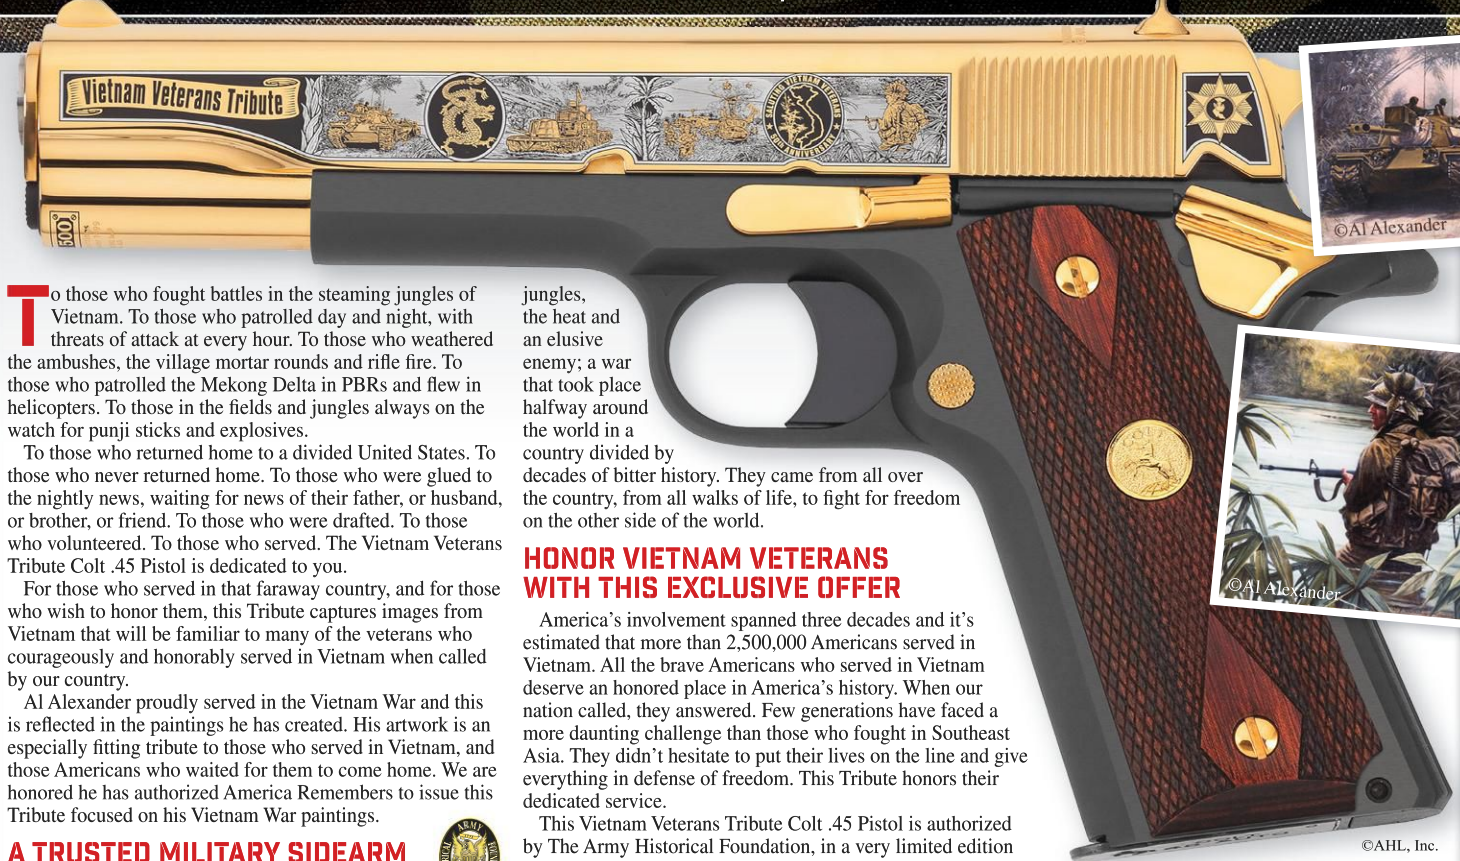 Vietnam Veterans Tribute
SALUTING VIETNAM VETERANS
50TH ANNIVERSARY
500
©Al Alexander
To those who fought battles in the steaming jungles of
Vietnam. To those who patrolled day and night, with
threats of attack at every hour. To those who weathered
the ambushes, the village mortar rounds and rifle fire. To
those who patrolled the Mekong Delta in PBRs and flew in
helicopters. To those in the fields and jungles always on the
watch for punji sticks and explosives.
To those who returned home to a divided United States. To
those who never returned home. To those who were glued to
the nightly news, waiting for news of their father, or husband,
or brother, or friend. To those who were drafted. To those
who volunteered. To those who served. The Vietnam Veterans
Tribute Colt .45 Pistol is dedicated to you.
For those who served in that faraway country, and for those
who wish to honor them, this Tribute captures images from
Vietnam that will be familiar to many of the veterans who
courageously and honorably served in Vietnam when called
by our country.
Al Alexander proudly served in the Vietnam War and this
is reflected in the paintings he has created. His artwork is an
especially fitting tribute to those who served in Vietnam, and
those Americans who waited for them to come home. We are
honored he has authorized America Remembers to issue this
Tribute focused on his Vietnam War paintings.
A TRUSTED MILITARY SIDEARM
ARMY
jungles,
the heat and
an elusive
enemy; a war
that took place
halfway around
the world in a
country divided by
decades of bitter history. They came from all over
the country, from all walks of life, to fight for freedom
on the other side of the world.
HONOR VIETNAM VETERANS
WITH THIS EXCLUSIVE OFFER
America's involvement spanned three decades and it's
estimated that more than 2,500,000 Americans served in
Vietnam. All the brave Americans who served in Vietnam
deserve an honored place in America's history. When our
nation called, they answered. Few generations have faced a
more daunting challenge than those who fought in Southeast
Asia. They didn't hesitate to put their lives on the line and give
everything in defense of freedom. This Tribute honors their
dedicated service.
This Vietnam Veterans Tribute Colt .45 Pistol is authorized
by The Army Historical Foundation, in a very limited edition
COLT
©Al Alexander
©AHL, Inc.